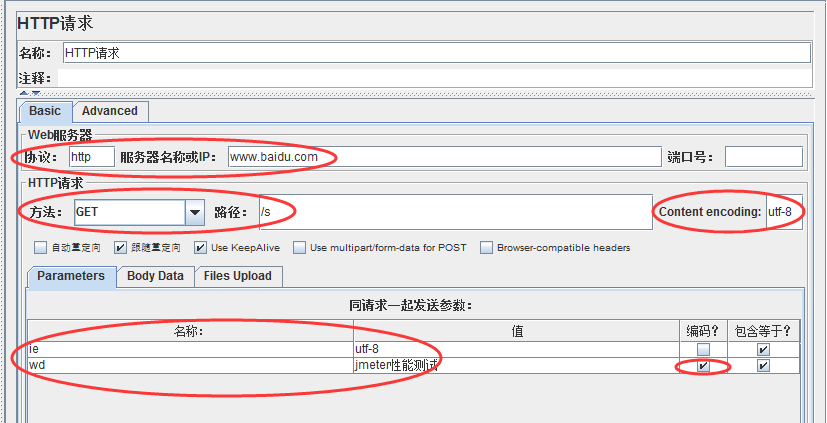 HTTP请求
名称： HTTP请求
注释：
Basic Advanced
Web服务器
协议： http 服务器名称或IP： www.baidu.com 端口号：
HTTP请求
方法： GET 路径： /s Content encoding: utf-8
自动重定向 跟随重定向 Use KeepAlive Use multipart/form-data for POST Browser-compatible headers
Parameters Body Data Files Upload
同请求一起发送参数：
名称： 值 编码？ 包含等于？
ie utf-8
wd jmeter性能测试